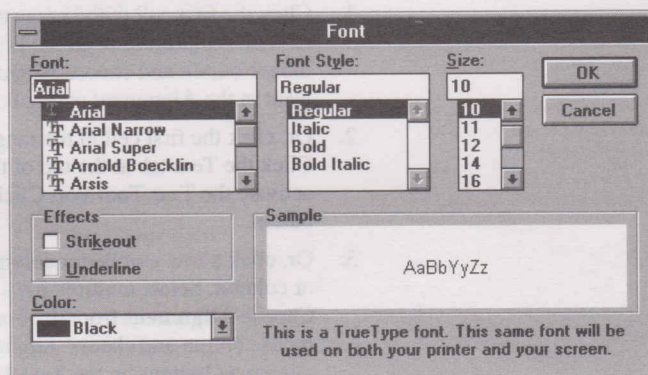 Font
Font: Font Style: Size:
Arial Regular 10 OK
Arial Regular 10 Cancel
Arial Narrow Italic 11
Arial Super Bold 12
Arnold Boecklin Bold Italic 14
Arsis 16
Effects
Strikeout
Underline
Sample
AaBbYyZz
Color:
Black
This is a TrueType font. This same font will be
used on both your printer and your screen.